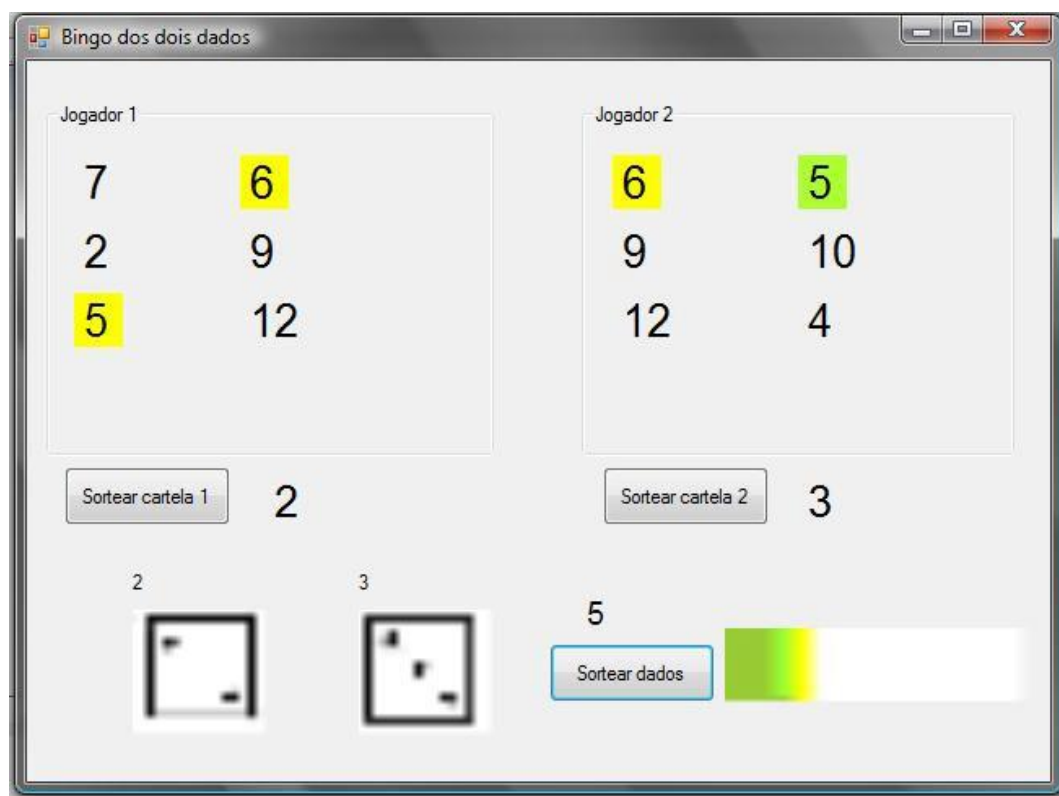 Bingo dos dois dados
Jogador 1
7 6
2 9
5 12
Jogador 2
6 5
9 10
12 4
Sortear cartela 1 2
Sortear cartela 2 3
2 3
5
Sortear dados